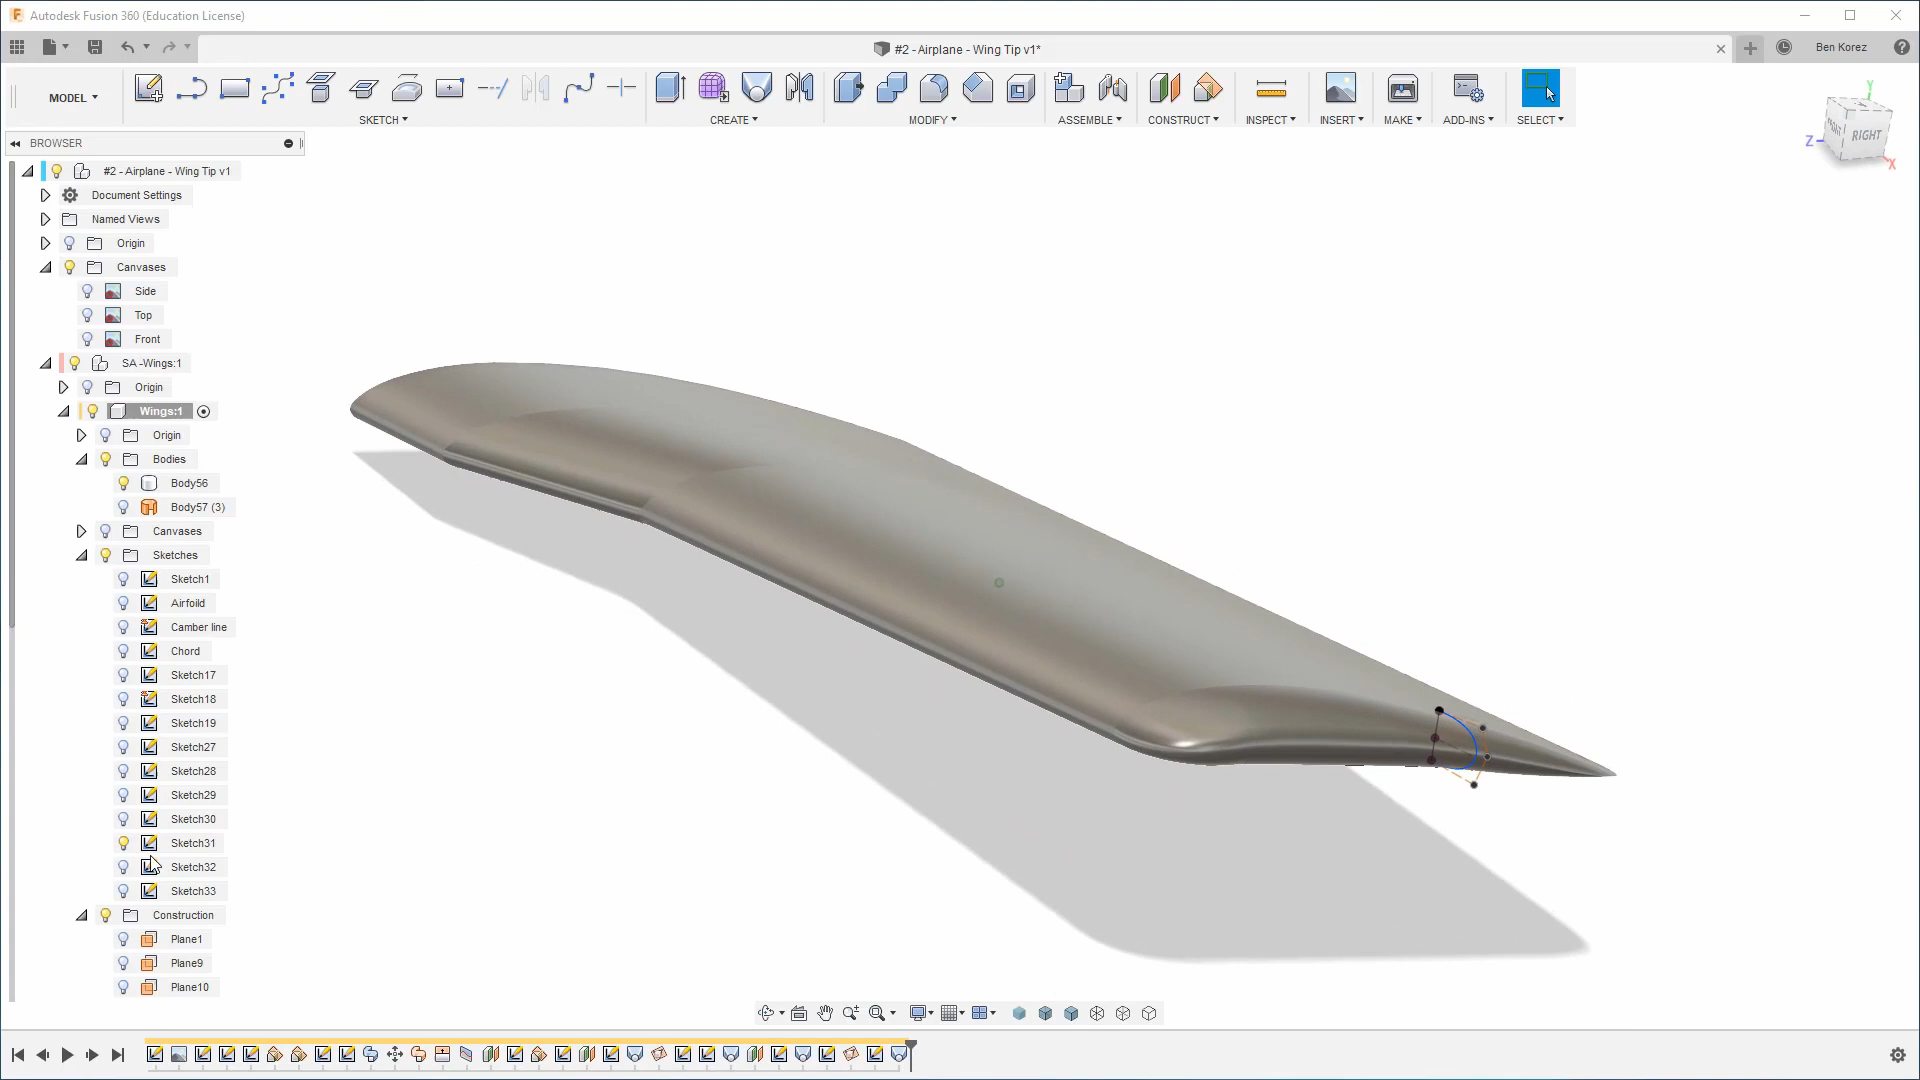 Autodesk Fusion 360 (Education License)
#2 - Airplane - Wing Tip v1*
Ben Korez
MODEL
SKETCH
CREATE
MODIFY
ASSEMBLE
CONSTRUCT
INSPECT
INSERT
MAKE
ADD-INS
SELECT
FRONT
RIGHT
Y
Z
X
BROWSER
#2 - Airplane - Wing Tip v1
Document Settings
Named Views
Origin
Canvases
Side
Top
Front
SA -Wings:1
Origin
Wings:1
Origin
Bodies
Body56
Body57 (3)
Canvases
Sketches
Sketch1
Airfoild
Camber line
Chord
Sketch17
Sketch18
Sketch19
Sketch27
Sketch28
Sketch29
Sketch30
Sketch31
Sketch32
Sketch33
Construction
Plane1
Plane9
Plane10